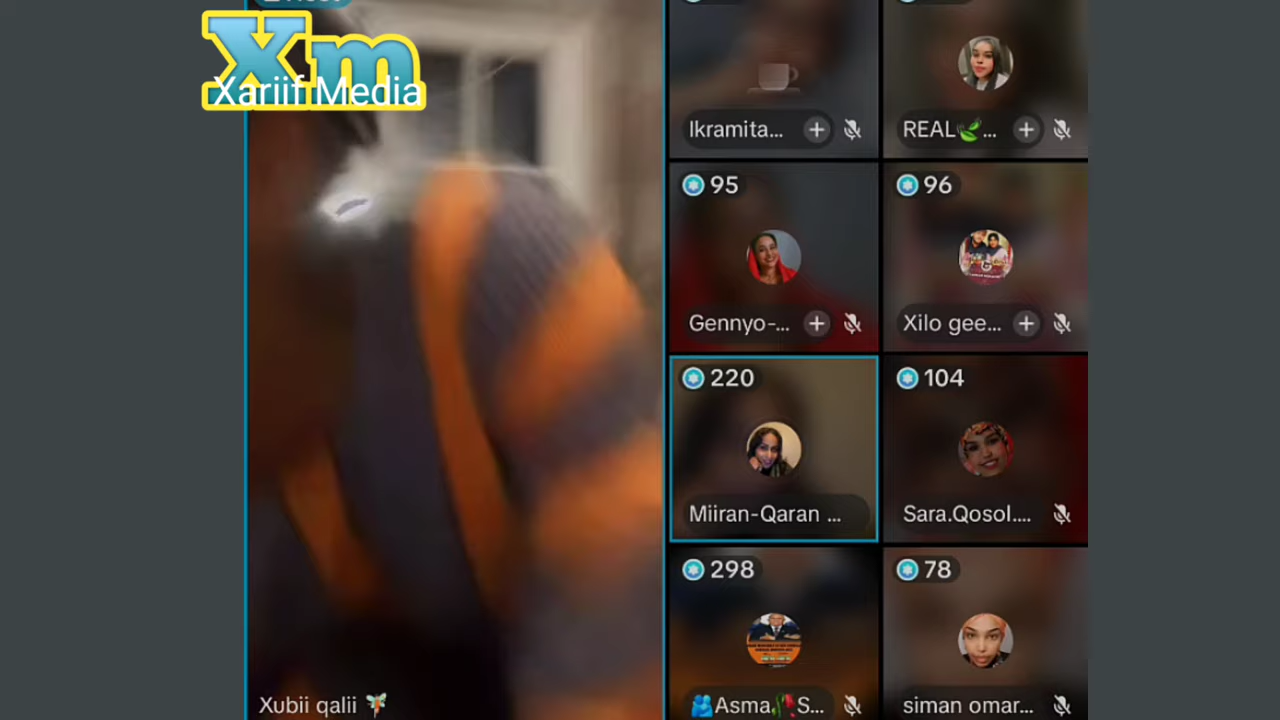 Xm
Xariif Media
Ikramita...
REAL🍃...
95
96
Gennyo-...
Xilo gee...
220
104
Miiran-Qaran ...
Sara.Qosol....
298
78
Xubii qalii 🧚
🫂Asma🥀S...
siman omar...